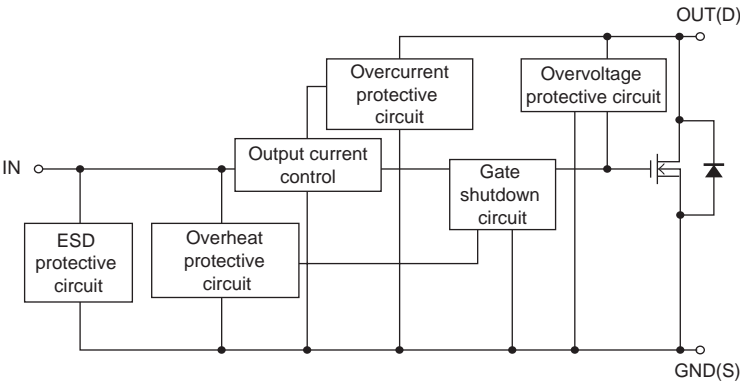 OUT(D)
Overcurrent
protective
circuit
Overvoltage
protective circuit
IN
Output current
control
Gate
shutdown
circuit
ESD
protective
circuit
Overheat
protective
circuit
GND(S)